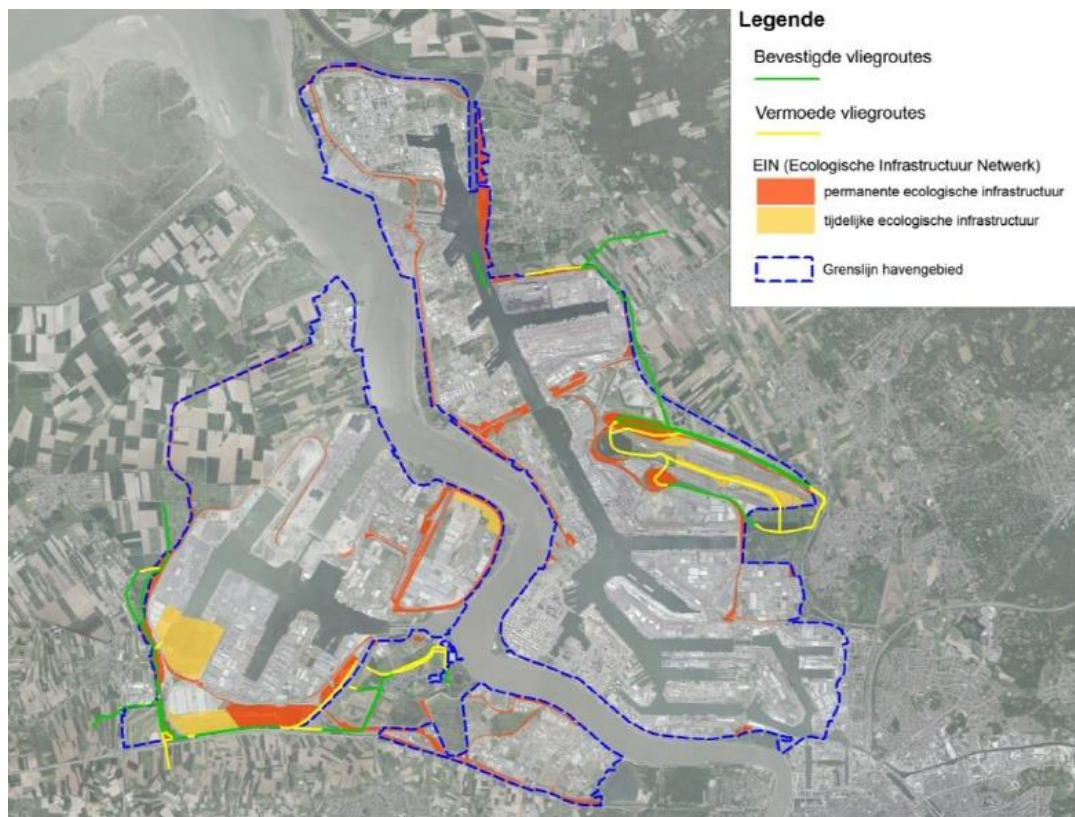 Legende
Bevestigde vliegroutes
Vermoede vliegroutes
EIN (Ecologische Infrastructuur Netwerk)
permanente ecologische infrastructuur
tijdelijke ecologische infrastructuur
Grenslijn havengebied